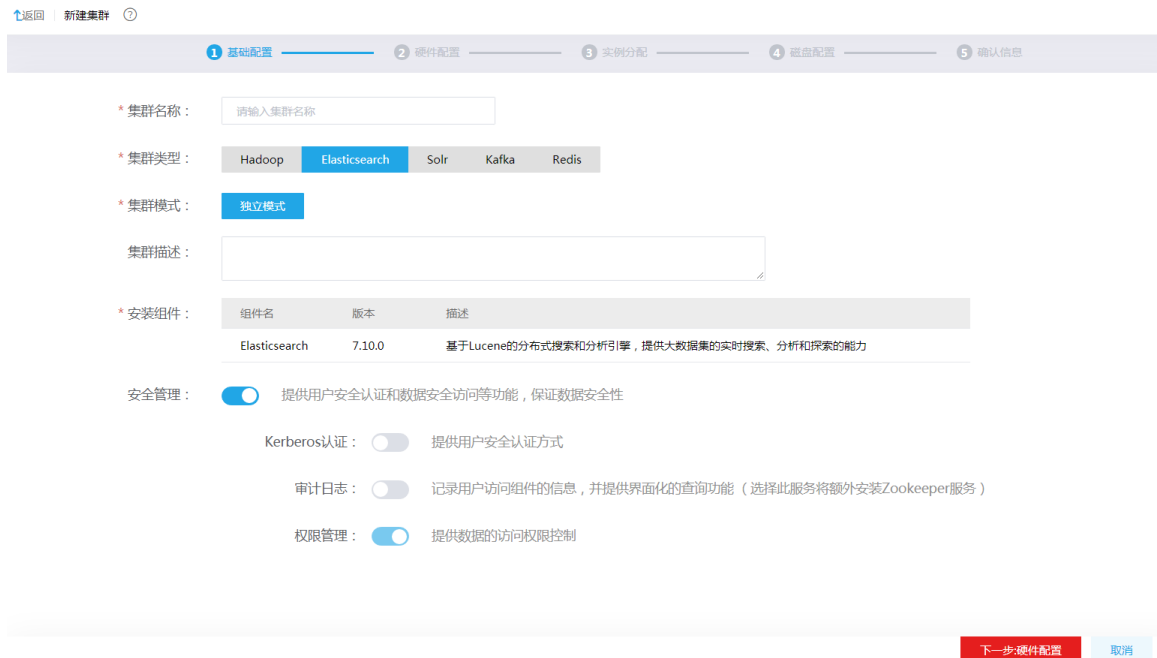 返回 新建集群 ?
1 基础配置 2 硬件配置 3 实例分配 4 磁盘配置 5 确认信息
* 集群名称： 请输入集群名称
* 集群类型： Hadoop Elasticsearch Solr Kafka Redis
* 集群模式： 独立模式
集群描述：
* 安装组件： 组件名 版本 描述
Elasticsearch 7.10.0 基于Lucene的分布式搜索和分析引擎，提供大数据集的实时搜索、分析和探索的能力
安全管理： 提供用户安全认证和数据安全访问等功能，保证数据安全性
Kerberos认证： 提供用户安全认证方式
审计日志： 记录用户访问组件的信息，并提供界面化的查询功能（选择此服务将额外安装Zookeeper服务）
权限管理： 提供数据的访问权限控制
下一步:硬件配置 取消